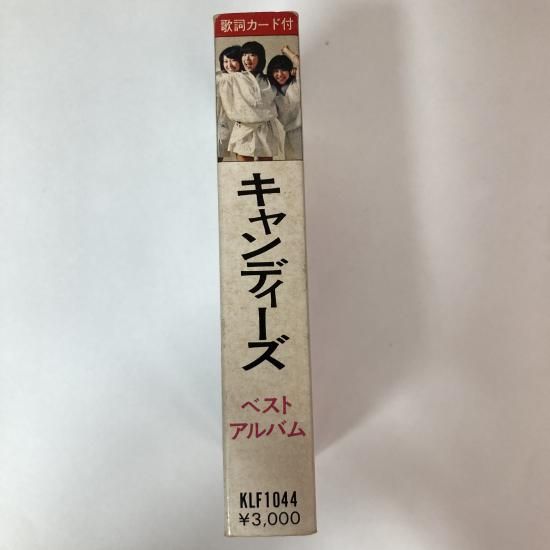 歌詞カード付
キャンディーズ
ベスト
アルバム
KLF1044
¥3,000